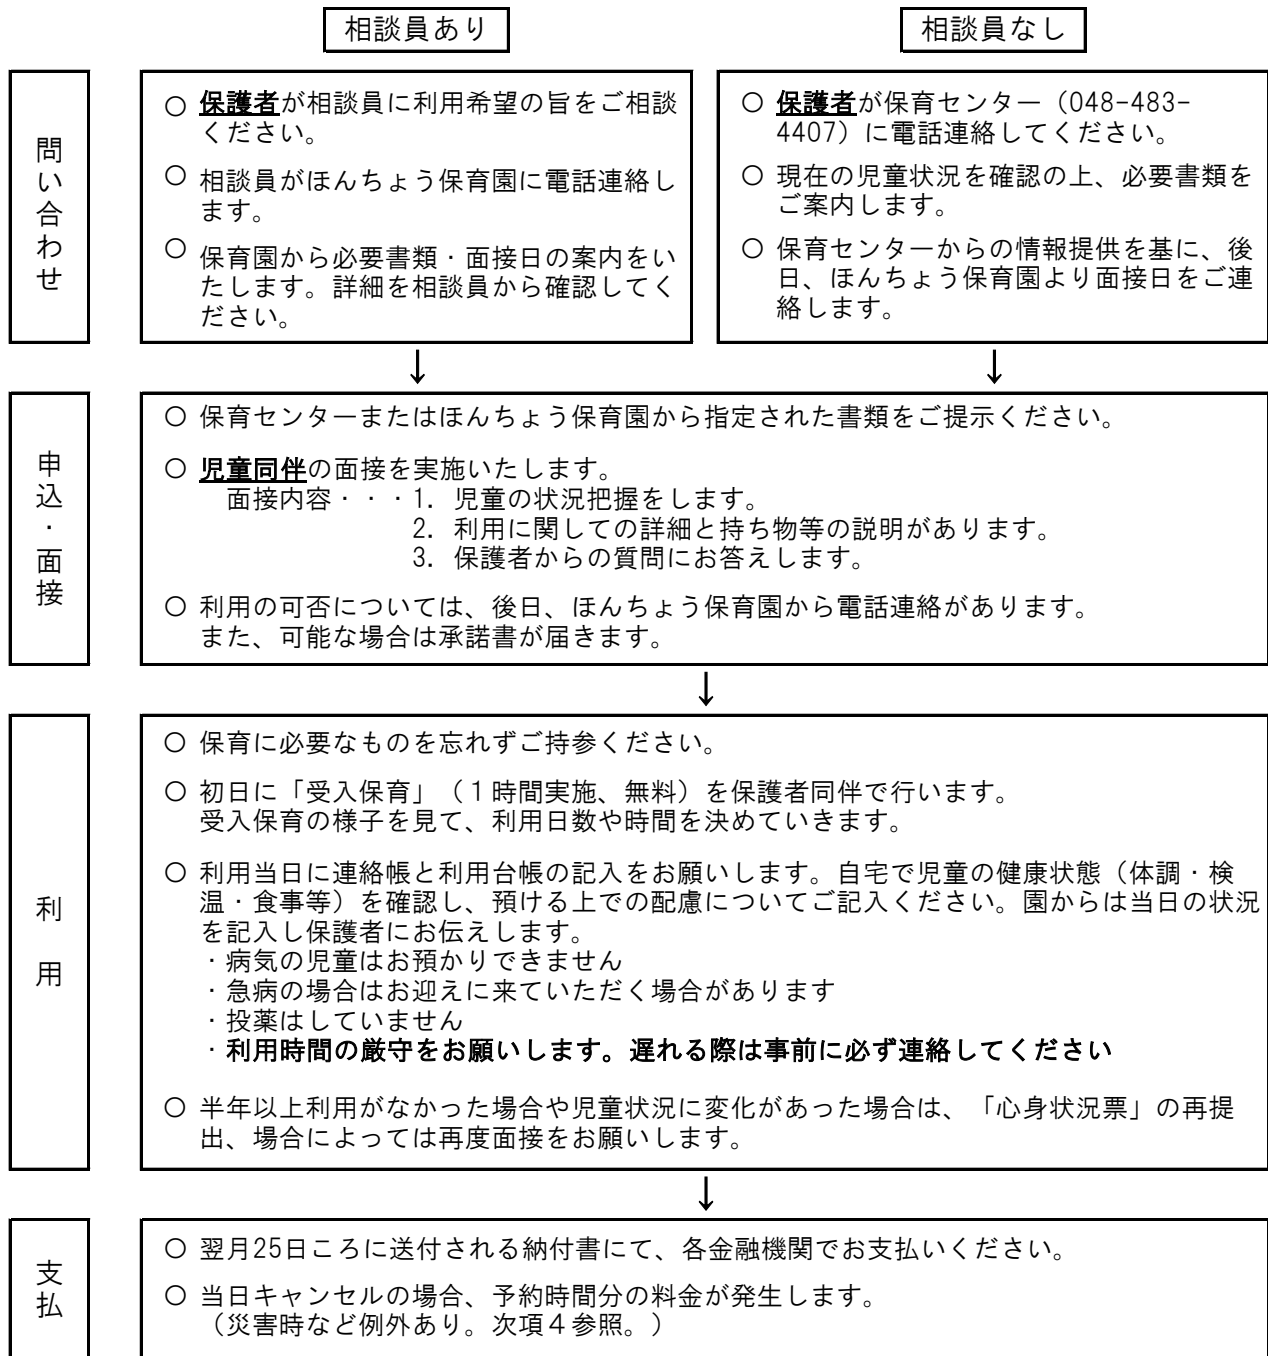 相談員あり
相談員なし
問い合わせ
○ 保護者が相談員に利用希望の旨をご相談
ください。
○ 相談員がほんちょう保育園に電話連絡し
ます。
○ 保育園から必要書類・面接日の案内をい
たします。詳細を相談員から確認してく
ださい。
○ 保護者が保育センター（048-483-
4407）に電話連絡してください。
○ 現在の児童状況を確認の上、必要書類を
ご案内します。
○ 保育センターからの情報提供を基に、後
日、ほんちょう保育園より面接日をご連
絡します。
↓
↓
申込・面接
○ 保育センターまたはほんちょう保育園から指定された書類をご提示ください。
○ 児童同伴の面接を実施いたします。
面接内容・・・1. 児童の状況把握をします。
2. 利用に関しての詳細と持ち物等の説明があります。
3. 保護者からの質問にお答えします。
○ 利用の可否については、後日、ほんちょう保育園から電話連絡があります。
また、可能な場合は承諾書が届きます。
↓
利用
○ 保育に必要なものを忘れずご持参ください。
○ 初日に「受入保育」（１時間実施、無料）を保護者同伴で行います。
受入保育の様子を見て、利用日数や時間を決めていきます。
○ 利用当日に連絡帳と利用台帳の記入をお願いします。自宅で児童の健康状態（体調・検
温・食事等）を確認し、預ける上での配慮についてご記入ください。園からは当日の状況
を記入し保護者にお伝えします。
・病気の児童はお預かりできません
・急病の場合はお迎えに来ていただく場合があります
・投薬はしていません
・利用時間の厳守をお願いします。遅れる際は事前に必ず連絡してください
○ 半年以上利用がなかった場合や児童状況に変化があった場合は、「心身状況票」の再提
出、場合によっては再度面接をお願いします。
↓
支払
○ 翌月25日ころに送付される納付書にて、各金融機関でお支払いください。
○ 当日キャンセルの場合、予約時間分の料金が発生します。
（災害時など例外あり。次項４参照。）